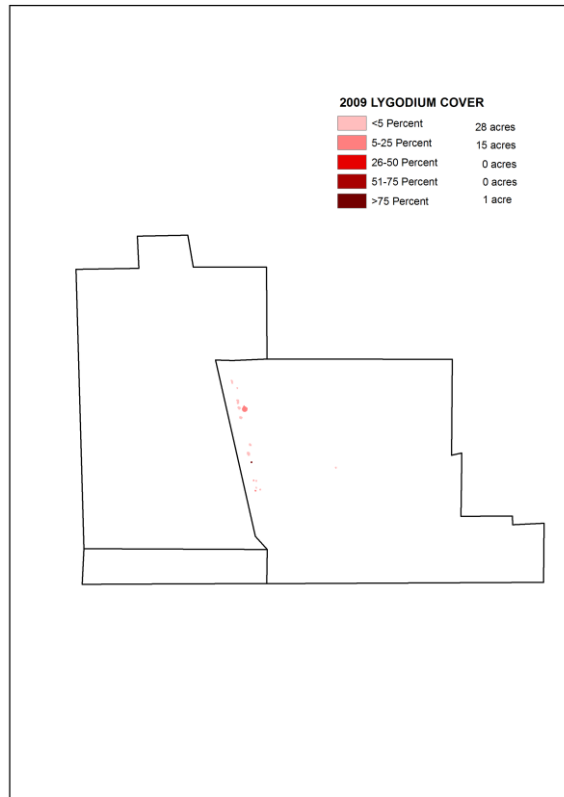 2009 LYGODIUM COVER
<5 Percent 28 acres
5-25 Percent 15 acres
26-50 Percent 0 acres
51-75 Percent 0 acres
>75 Percent 1 acre